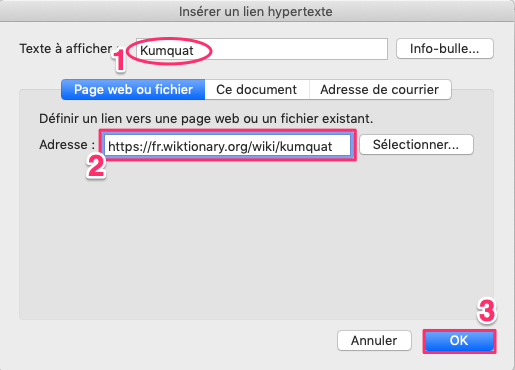 Insérer un lien hypertexte
Texte à afficher : Kumquat Info-bulle...
1
Page web ou fichier Ce document Adresse de courrier
Définir un lien vers une page web ou un fichier existant.
Adresse : https://fr.wiktionary.org/wiki/kumquat Sélectionner...
2
3
Annuler OK